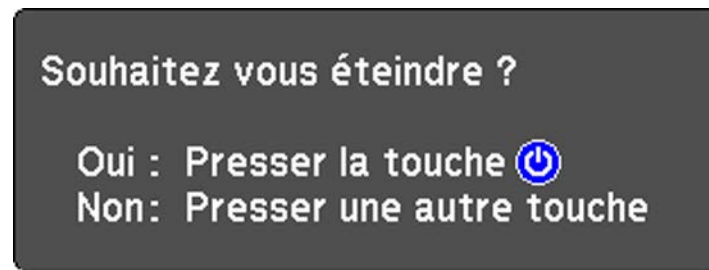 Souhaitez vous éteindre ?
Oui : Presser la touche
Non: Presser une autre touche